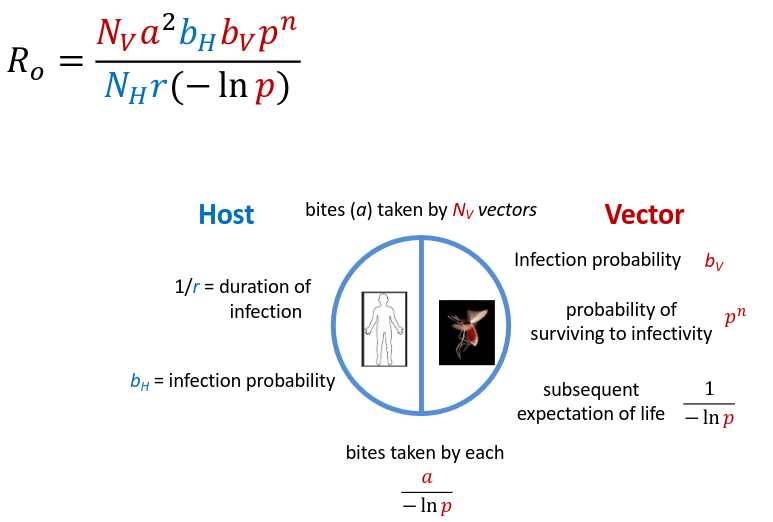 R_o = \frac{N_V a^2 b_H b_V p^n}{N_H r(− ln p)}
Host
bites (a) taken by N_V vectors
Vector
1/r = duration of
infection
b_H = infection probability
Infection probability b_V
probability of
surviving to infectivity p^n
subsequent
expectation of life \frac{1}{− ln p}
bites taken by each
\frac{a}{− ln p}